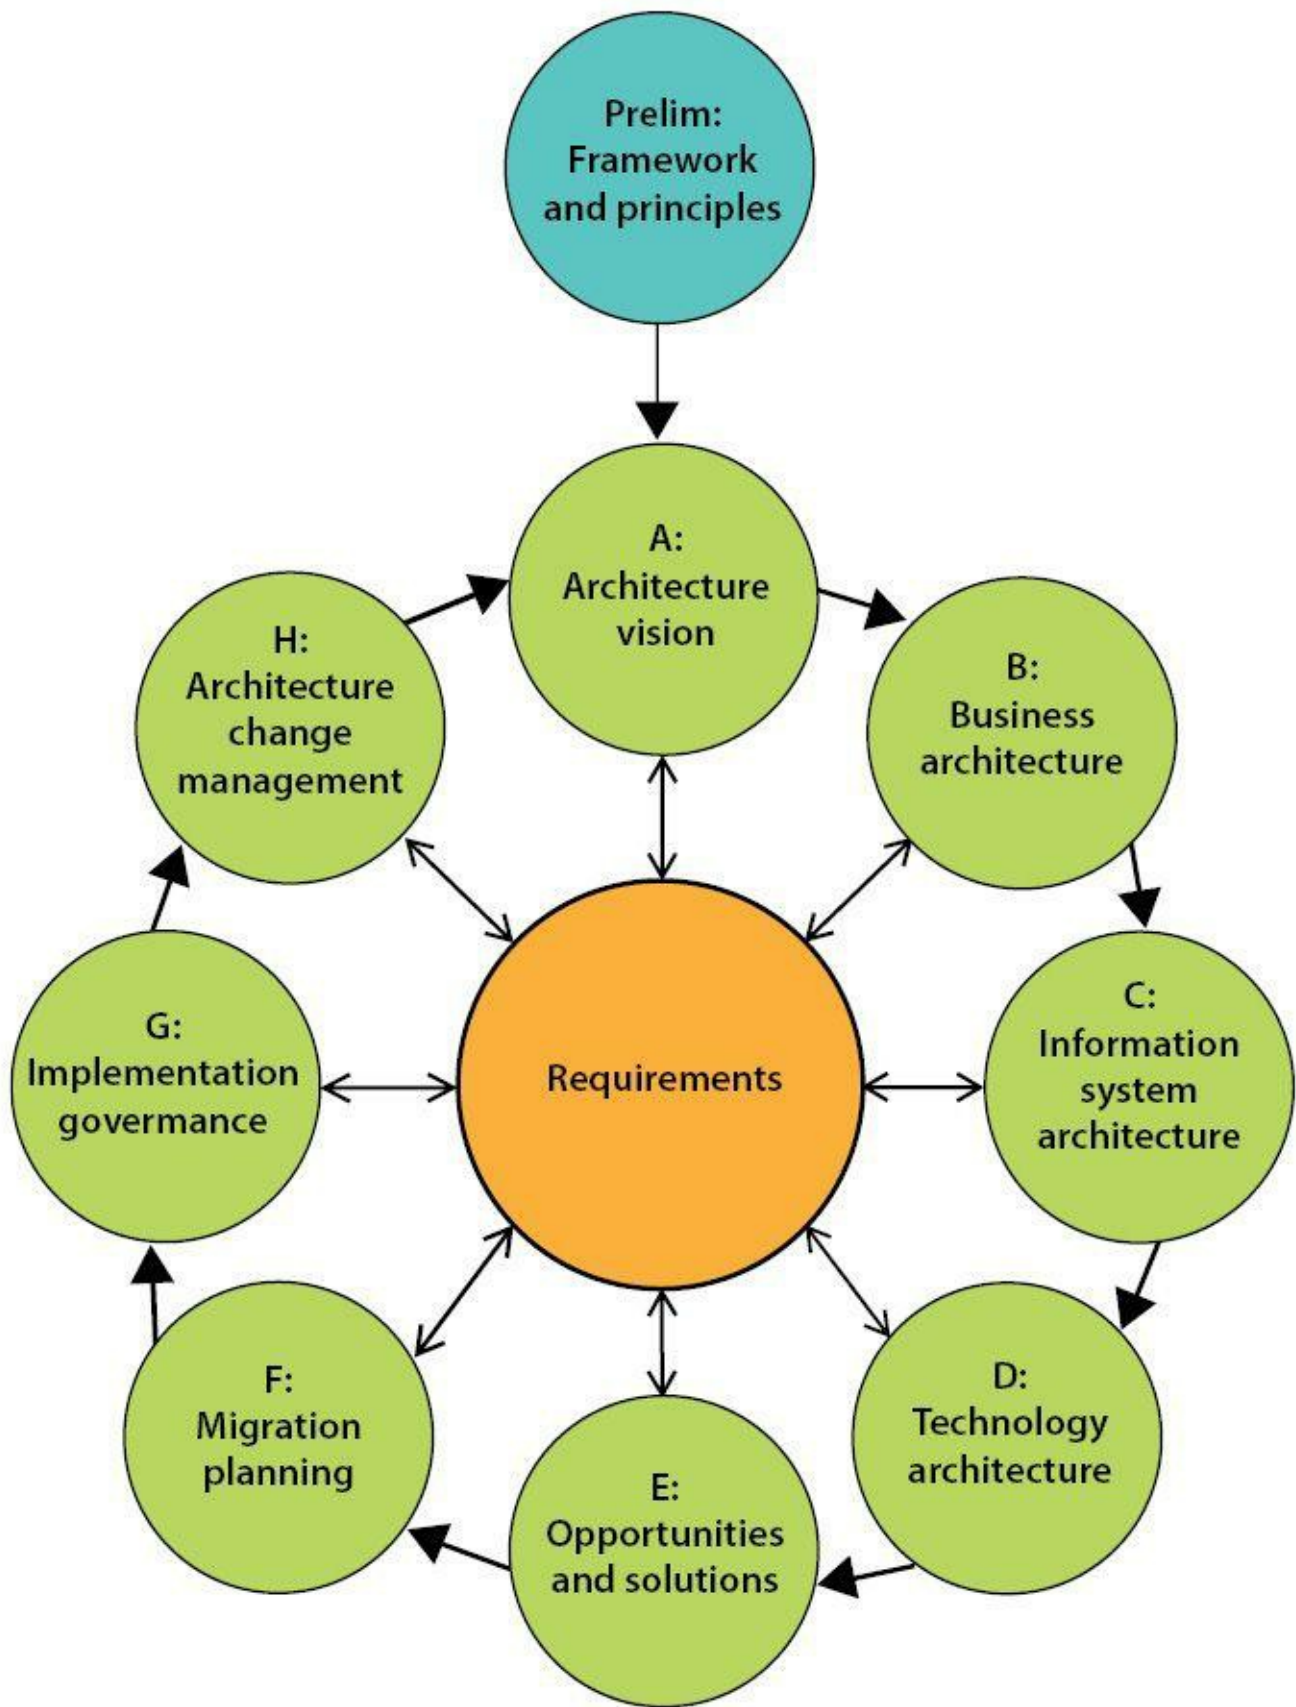 Prelim:
Framework
and principles
A:
Architecture
vision
B:
Business
architecture
C:
Information
system
architecture
D:
Technology
architecture
E:
Opportunities
and solutions
F:
Migration
planning
G:
Implementation
govermance
H:
Architecture
change
management
Requirements